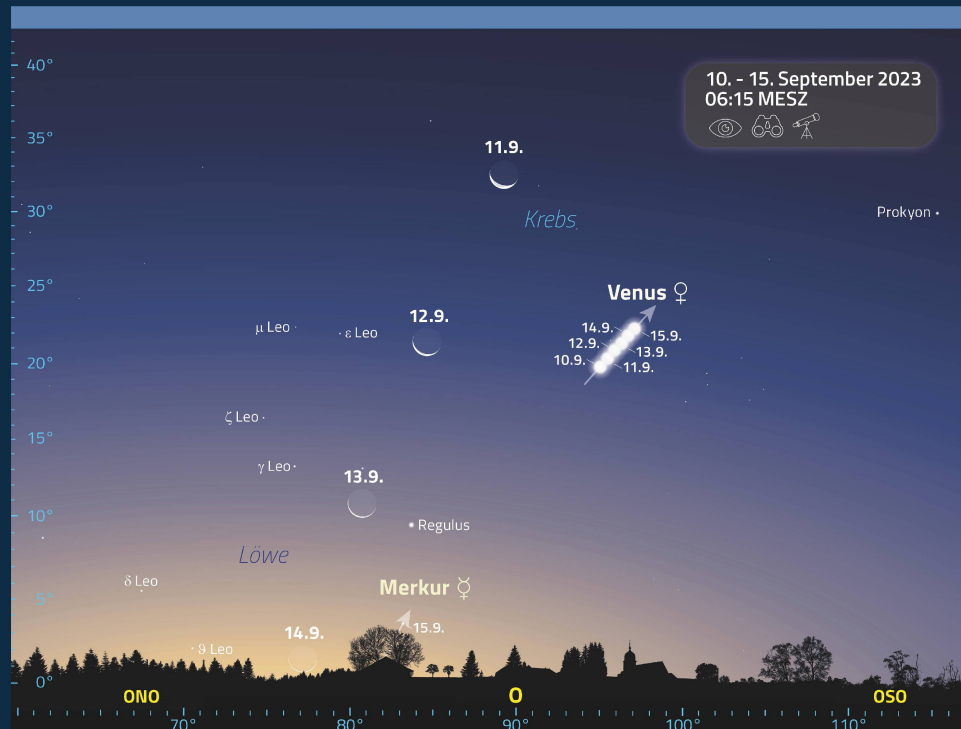 10. - 15. September 2023
06:15 MESZ
40°
35°
30°
25°
20°
15°
10°
5°
0°
11.9.
Krebs
Prokyon
Venus ♀
14.9.
15.9.
12.9.
13.9.
10.9.
11.9.
12.9.
μ Leo
ε Leo
ζ Leo
γ Leo
13.9.
Regulus
Löwe
δ Leo
Merkur ☿
15.9.
14.9.
ϑ Leo
ONO
O
OSO
70°
80°
90°
100°
110°